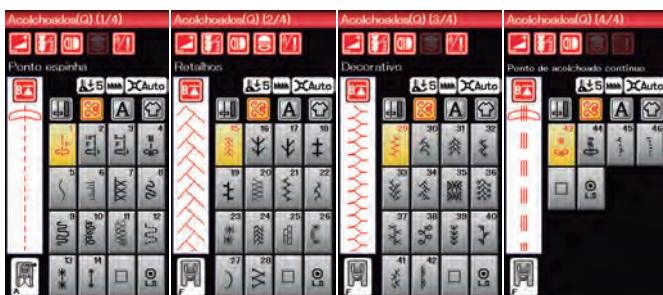 Acolchoados(Q) (1/4)
Ponto espinha
B
5 Auto
A
1 2 3 4
5 6 7 8
9 10 11 12
13 14
A
Acolchoados(Q) (2/4)
Retalhos
B
5 Auto
A
15 16 17 18
19 20 21 22
23 24 25 26
27 28
F
Acolchoados(Q) (3/4)
Decorativo
B
5 Auto
A
29 30 31 32
33 34 35 36
37 38 39 40
41 42
F
Acolchoados(Q) (4/4)
Ponto de acolchoado contínuo
B
5 Auto
A
43 44 45 46
F